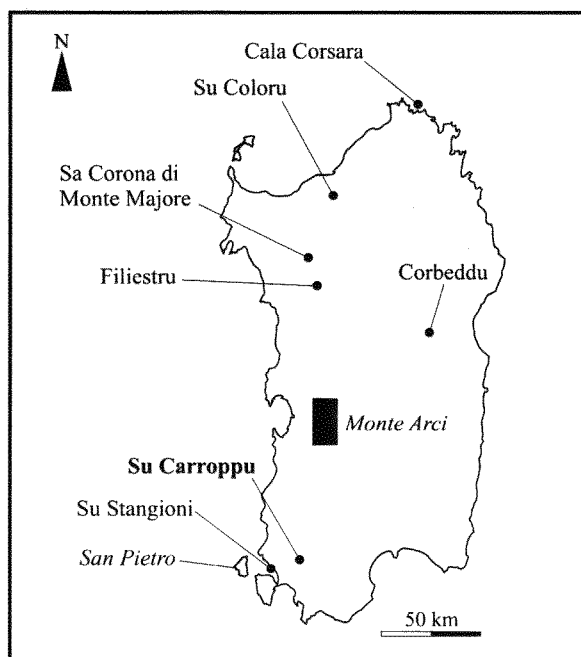 N
Cala Corsara
Su Coloru
Sa Corona di
Monte Majore
Filiestru
Corbeddu
Monte Arci
Su Carroppu
Su Stangioni
San Pietro
50 km